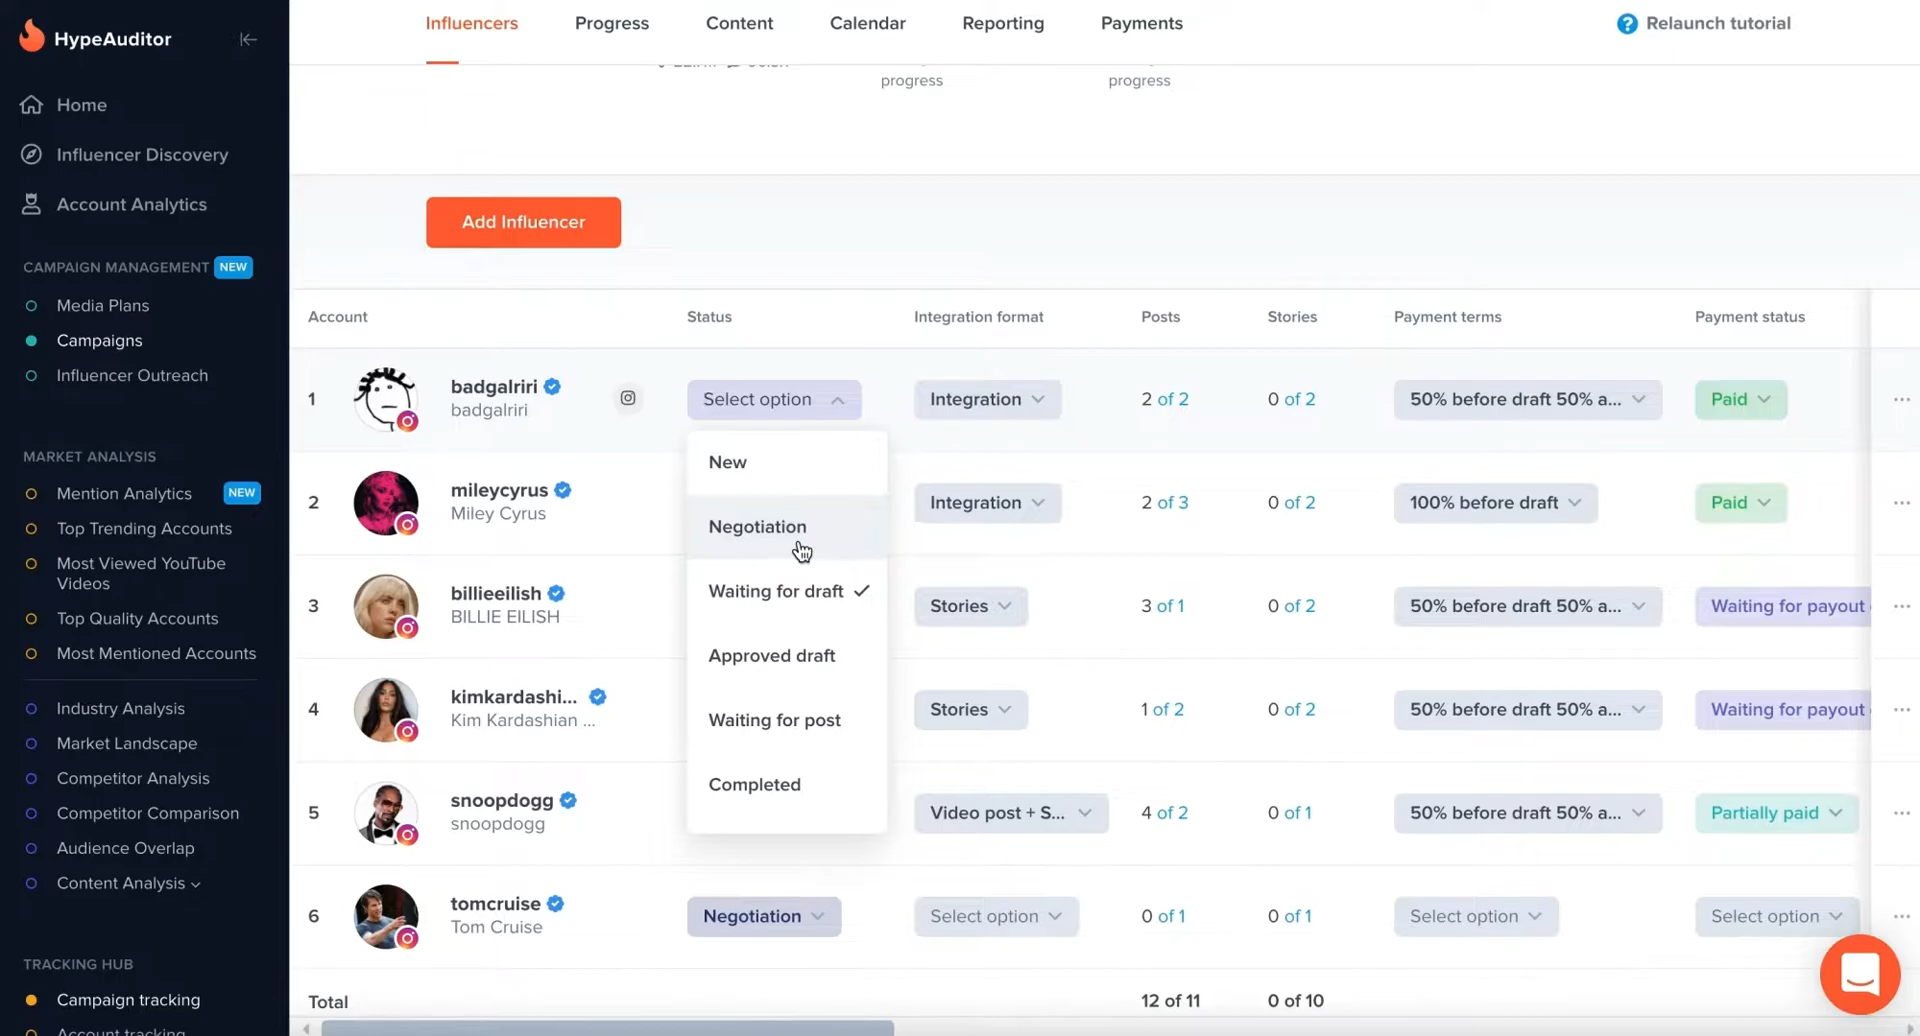 HypeAuditor
Home
Influencer Discovery
Account Analytics
CAMPAIGN MANAGEMENT NEW
Media Plans
Campaigns
Influencer Outreach
MARKET ANALYSIS
Mention Analytics NEW
Top Trending Accounts
Most Viewed YouTube
Videos
Top Quality Accounts
Most Mentioned Accounts
Industry Analysis
Market Landscape
Competitor Analysis
Competitor Comparison
Audience Overlap
Content Analysis
TRACKING HUB
Campaign tracking
Account tracking
Influencers Progress Content Calendar Reporting Payments
Relaunch tutorial
progress progress
Add Influencer
Account Status Integration format Posts Stories Payment terms Payment status
1 badgalriri Select option Integration 2 of 2 0 of 2 50% before draft 50% a... Paid ...
badgalriri
New
2 mileycyrus Integration 2 of 3 0 of 2 100% before draft Paid ...
Miley Cyrus
Negotiation
3 billieeilish Waiting for draft Stories 3 of 1 0 of 2 50% before draft 50% a... Waiting for payout ...
BILLIE EILISH
Approved draft
4 kimkardashi... Stories 1 of 2 0 of 2 50% before draft 50% a... Waiting for payout ...
Kim Kardashian ...
Waiting for post
Completed
5 snoopdogg Video post + S... 4 of 2 0 of 1 50% before draft 50% a... Partially paid ...
snoopdogg
6 tomcruise Negotiation Select option 0 of 1 0 of 1 Select option Select option ...
Tom Cruise
Total 12 of 11 0 of 10